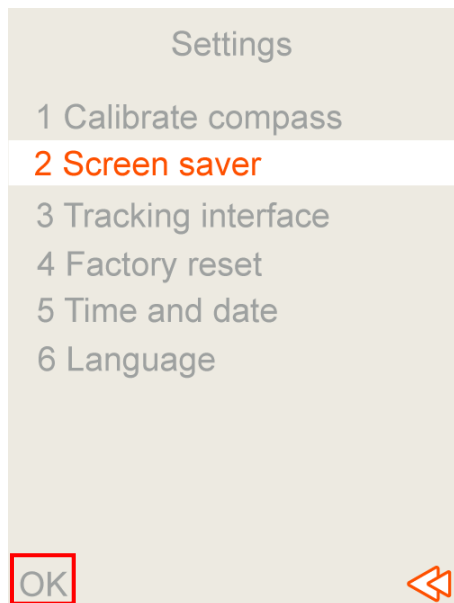 Settings
1 Calibrate compass
2 Screen saver
3 Tracking interface
4 Factory reset
5 Time and date
6 Language
OK